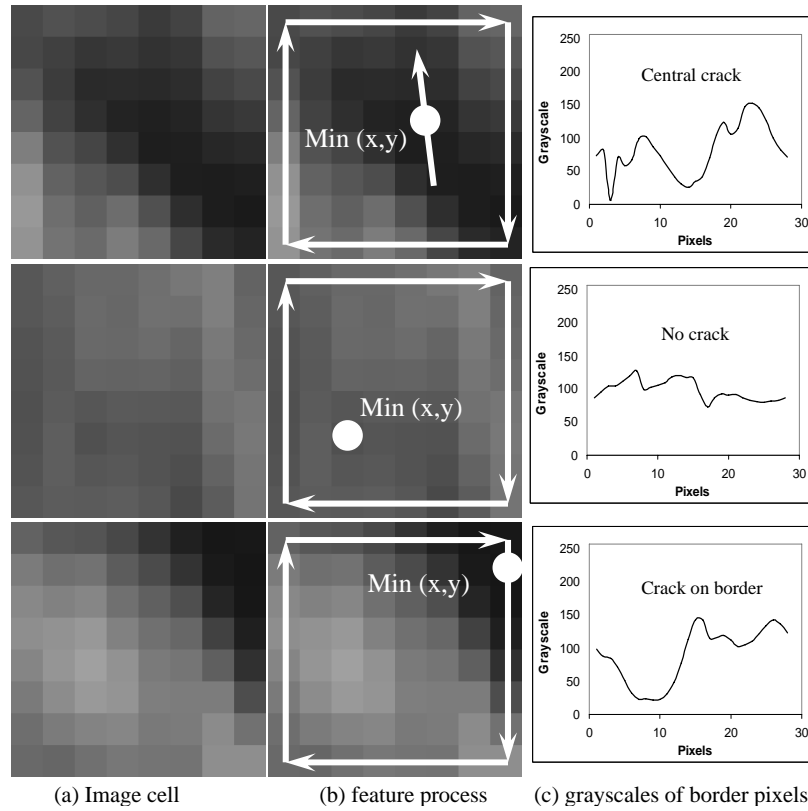 Min (x,y)
250
200
150
100
50
0
Grayscale
Central crack
0 10 20 30
Pixels
Min (x,y)
250
200
150
100
50
0
Grayscale
No crack
0 10 20 30
Pixels
Min (x,y)
250
200
150
100
50
0
Grayscale
Crack on border
0 10 20 30
Pixels
(a) Image cell (b) feature process (c) grayscales of border pixels